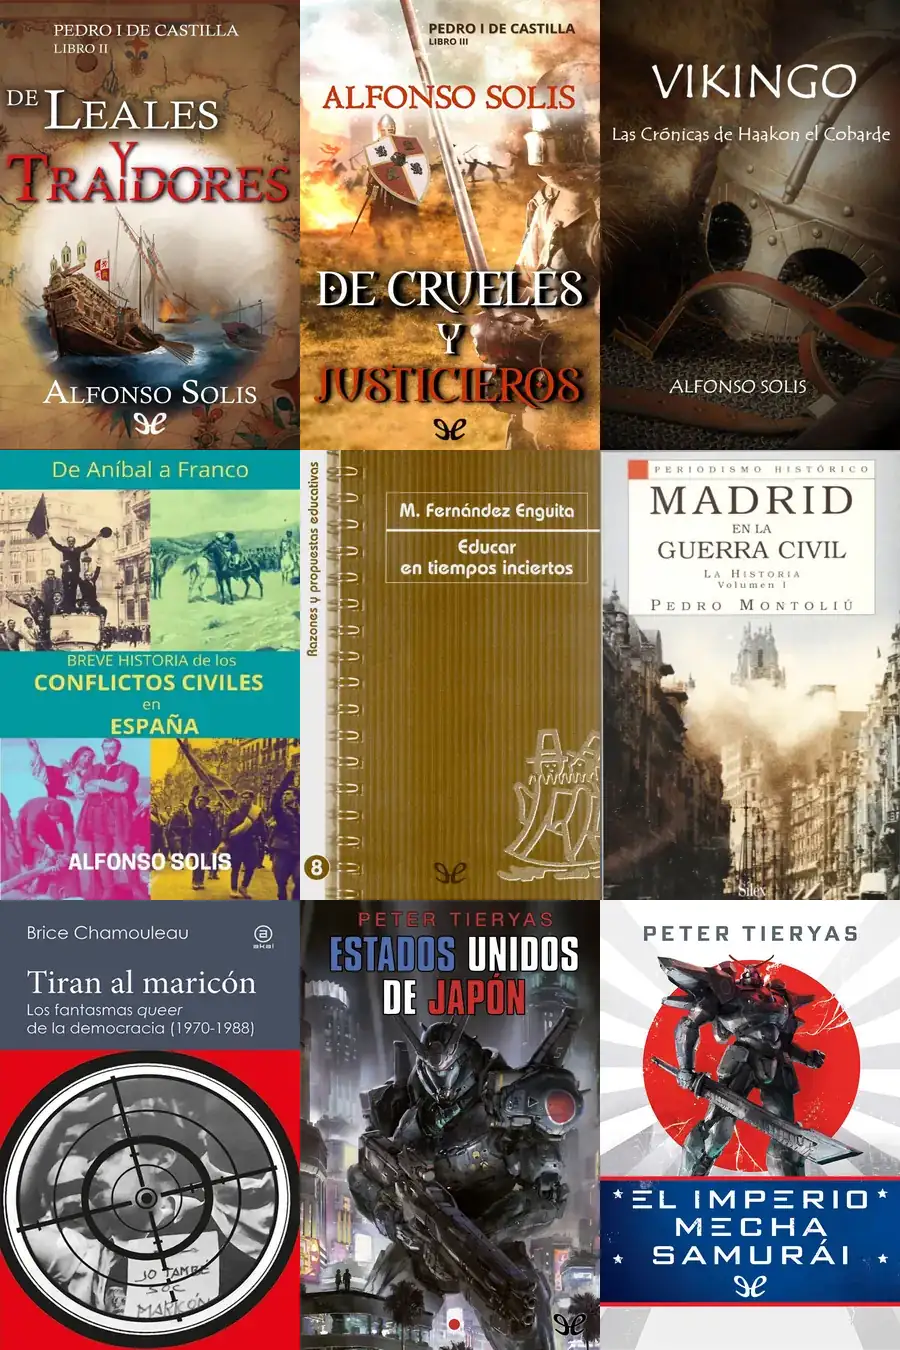 PEDRO I DE CASTILLA
LIBRO II
DE LEALES
Y
TRAIDORES
ALFONSO SOLIS
PEDRO I DE CASTILLA
LIBRO III
ALFONSO SOLIS
DE CRUELES
Y
JUSTICIEROS
VIKINGO
Las Crónicas de Haakon el Cobarde
ALFONSO SOLIS
De Aníbal a Franco
BREVE HISTORIA de los
CONFLICTOS CIVILES
en
ESPAÑA
ALFONSO SOLIS
Razones y propuestas educativas
M. Fernández Enguita
Educar
en tiempos inciertos
8
PERIODISMO HISTÓRICO
MADRID
EN LA
GUERRA CIVIL
LA HISTORIA
Volumen I
PEDRO MONTOLIÚ
Sílex
Brice Chamouleau
akal
Tiran al maricón
Los fantasmas queer
de la democracia (1970-1988)
JO TAMBÉ
SÓC
MARICÓN
PETER TIERYAS
ESTADOS UNIDOS
DE JAPÓN
PETER TIERYAS
EL IMPERIO
MECHA
SAMURÁI